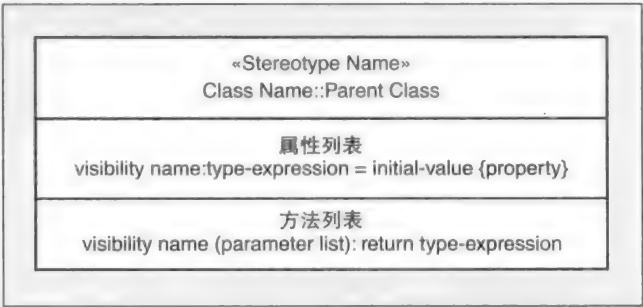 «Stereotype Name»
Class Name::Parent Class
属性列表
visibility name:type-expression = initial-value {property}
方法列表
visibility name (parameter list): return type-expression